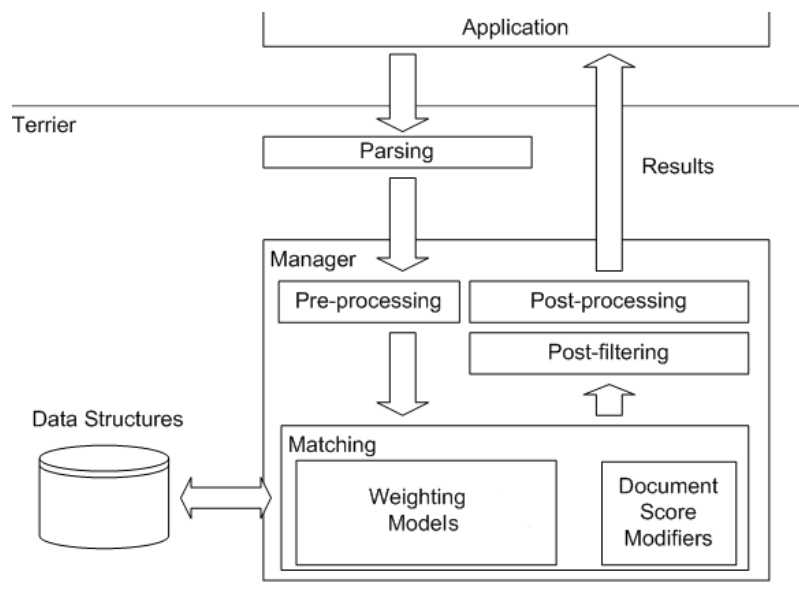 Application
Terrier
Parsing
Results
Manager
Pre-processing
Post-processing
Post-filtering
Data Structures
Matching
Weighting
Models
Document
Score
Modifiers